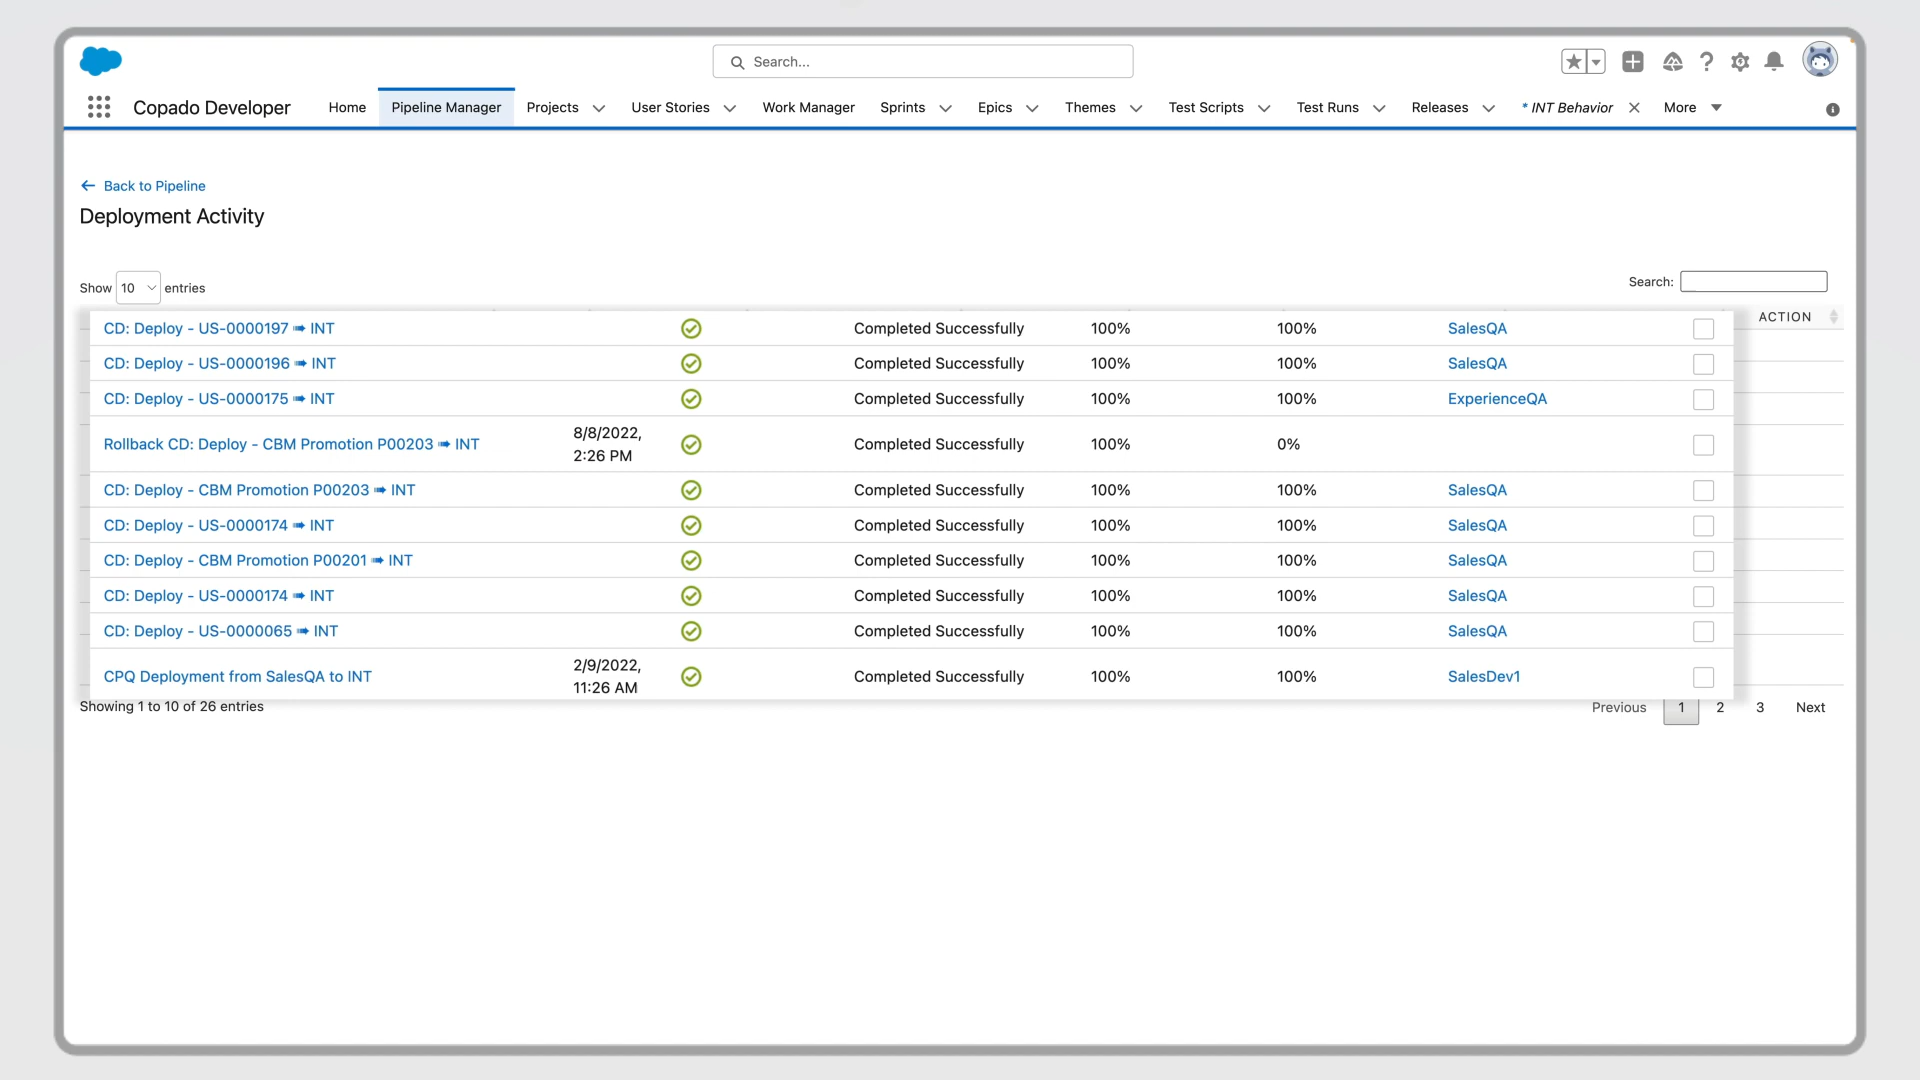 Search...
Copado Developer Home Pipeline Manager Projects User Stories Work Manager Sprints Epics Themes Test Scripts Test Runs Releases * INT Behavior More
Back to Pipeline
Deployment Activity
Show 10 entries Search:
ACTION
CD: Deploy - US-0000197 ➠ INT Completed Successfully 100% 100% SalesQA
CD: Deploy - US-0000196 ➠ INT Completed Successfully 100% 100% SalesQA
CD: Deploy - US-0000175 ➠ INT Completed Successfully 100% 100% ExperienceQA
Rollback CD: Deploy - CBM Promotion P00203 ➠ INT 8/8/2022, 2:26 PM Completed Successfully 100% 0%
CD: Deploy - CBM Promotion P00203 ➠ INT Completed Successfully 100% 100% SalesQA
CD: Deploy - US-0000174 ➠ INT Completed Successfully 100% 100% SalesQA
CD: Deploy - CBM Promotion P00201 ➠ INT Completed Successfully 100% 100% SalesQA
CD: Deploy - US-0000174 ➠ INT Completed Successfully 100% 100% SalesQA
CD: Deploy - US-0000065 ➠ INT Completed Successfully 100% 100% SalesQA
CPQ Deployment from SalesQA to INT 2/9/2022, 11:26 AM Completed Successfully 100% 100% SalesDev1
Showing 1 to 10 of 26 entries Previous 1 2 3 Next